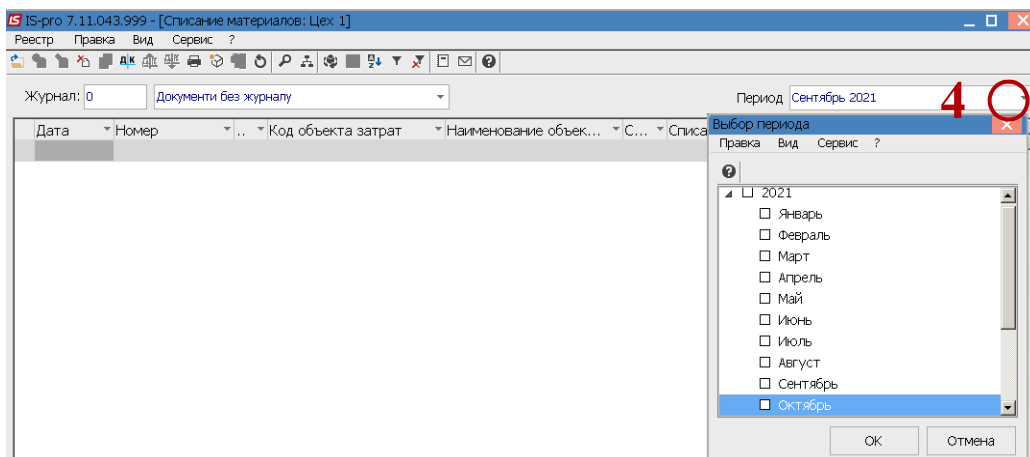 IS-pro 7.11.043.999 - [Списание материалов: Цех 1]
Реестр Правка Вид Сервис ?
Журнал: 0 Документи без журналу Период Сентябрь 2021 4
Дата Номер .. Код объекта затрат Наименование объек... С... Списа
Выбор периода
Правка Вид Сервис ?
2021
Январь
Февраль
Март
Апрель
Май
Июнь
Июль
Август
Сентябрь
Октябрь
ОК Отмена